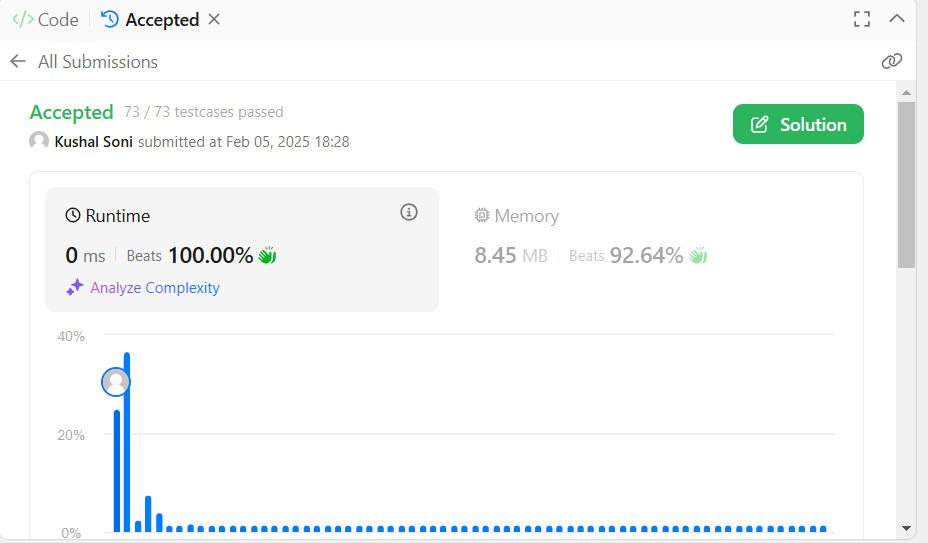 </> Code | Accepted
All Submissions
Accepted 73 / 73 testcases passed
Kushal Soni submitted at Feb 05, 2025 18:28
Solution
Runtime
0 ms | Beats 100.00%
Analyze Complexity
Memory
8.45 MB | Beats 92.64%
40%
20%
0%